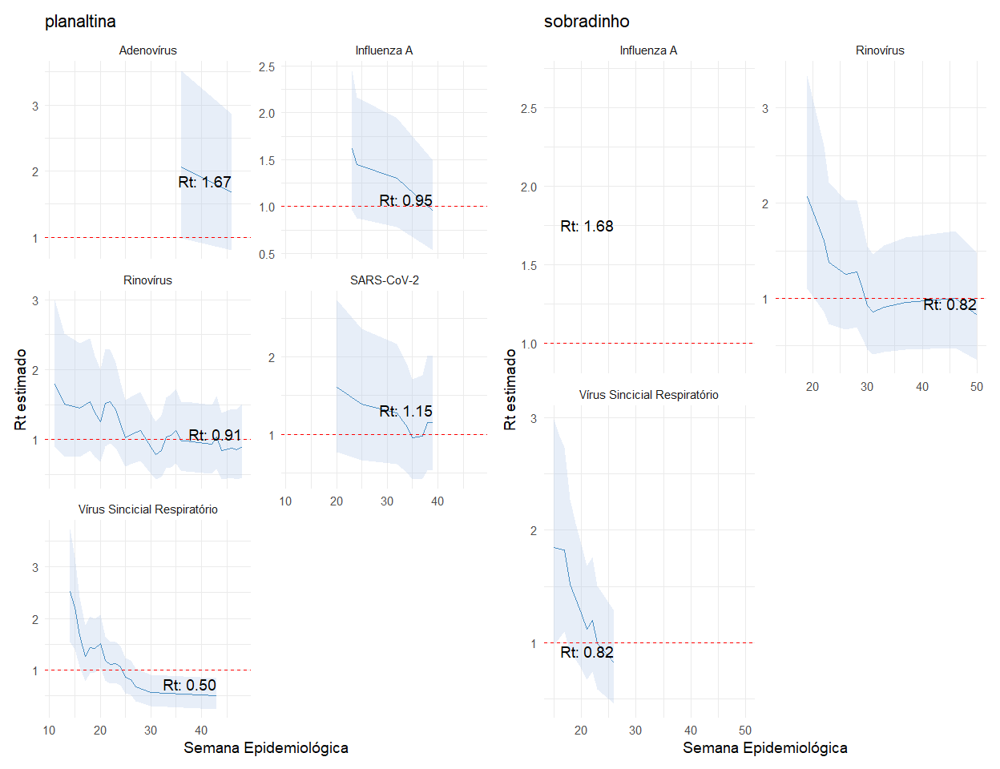 planaltina
Adenovírus
Influenza A
3
2
1
Rt: 1.67
2.5
2.0
1.5
1.0
0.5
Rt: 0.95
Rinovírus
SARS-CoV-2
3
2
1
Rt: 0.91
2
1
Rt: 1.15
10
20
30
40
Vírus Sincicial Respiratório
3
2
1
Rt: 0.50
10
20
30
40
Rt estimado
Semana Epidemiológica
sobradinho
Influenza A
Rinovírus
2.5
2.0
1.5
1.0
Rt: 1.68
3
2
1
Rt: 0.82
20
30
40
50
Vírus Sincicial Respiratório
3
2
1
Rt: 0.82
20
30
40
50
Rt estimado
Semana Epidemiológica